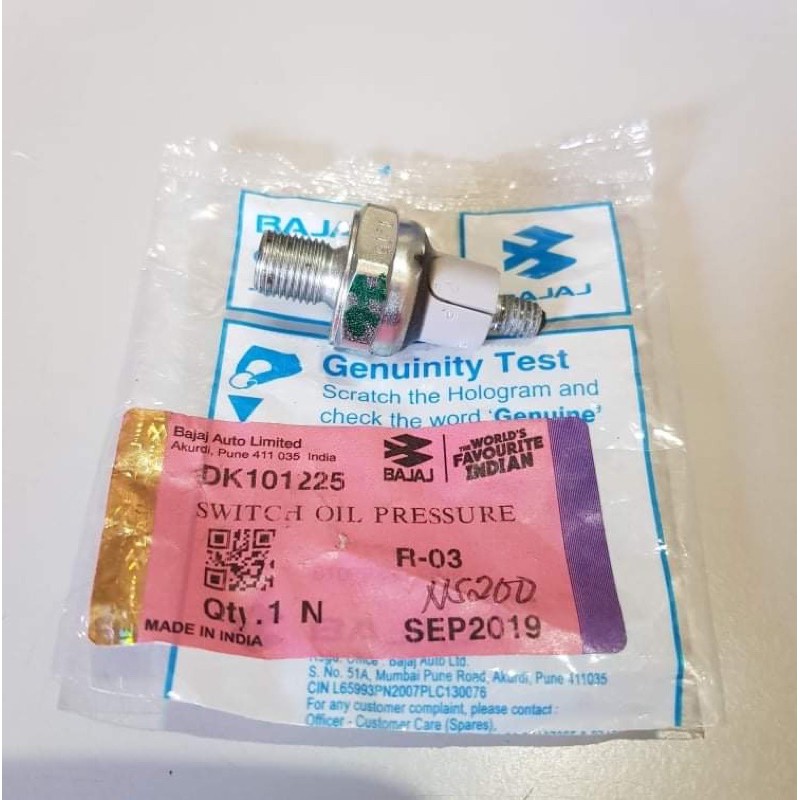 BAJAJ
BAJAJ
Genuinity Test
Scratch the Hologram and
check the word 'Genuine'
Bajaj Auto Limited
Akurdi, Pune 411 035 India
BAJAJ
THE WORLD'S
FAVOURITE
INDIAN
DK101225
SWITCH OIL PRESSURE
R-03
NS200
Qty.1 N
SEP2019
MADE IN INDIA
Regd. Office : Bajaj Auto Ltd.
S. No. 51A, Mumbai Pune Road, Akurdi, Pune 411035
CIN L65993PN2007PLC130076
For any customer complaint, please contact :
Officer - Customer Care (Spares),